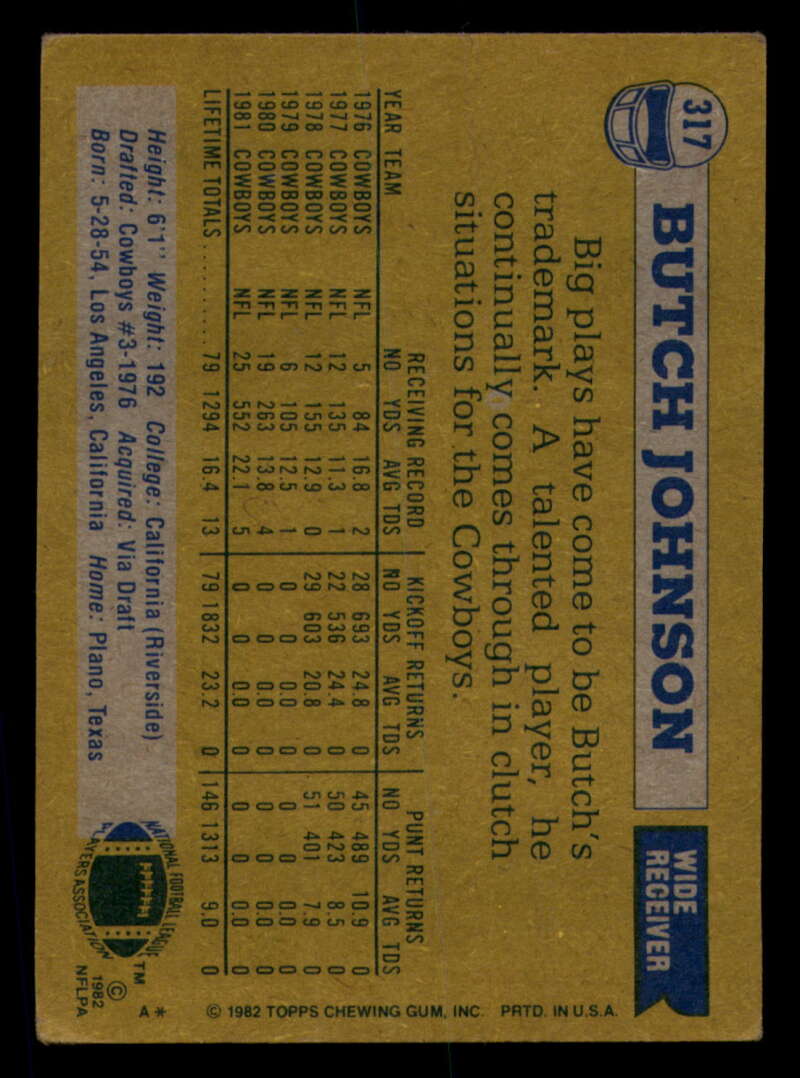 317
BUTCH JOHNSON
WIDE RECEIVER
Big plays have come to be Butch's
trademark. A talented player, he
continually comes through in clutch
situations for the Cowboys.
RECEIVING RECORD KICKOFF RETURNS PUNT RETURNS
YEAR TEAM NO YDS AVG TDS NO YDS AVG TDS NO YDS AVG TDS
1976 COWBOYS NFL 5 84 16.8 2 28 693 24.8 0 45 489 10.9 0
1977 COWBOYS NFL 12 135 11.3 1 22 536 24.4 0 50 423 8.5 0
1978 COWBOYS NFL 12 155 12.9 0 29 603 20.8 0 51 401 7.9 0
1979 COWBOYS NFL 6 105 12.5 1 0 0 0.0 0 0 0 0.0 0
1980 COWBOYS NFL 19 263 13.8 4 0 0 0.0 0 0 0 0.0 0
1981 COWBOYS NFL 25 552 22.1 5 0 0 0.0 0 0 0 0.0 0
LIFETIME TOTALS .......... 79 1294 16.4 13 79 1832 23.2 0 146 1313 9.0 0
Height: 6'1" Weight: 192 College: California (Riverside)
Drafted: Cowboys #3-1976 Acquired: Via Draft
Born: 5-28-54, Los Angeles, California Home: Plano, Texas
NATIONAL FOOTBALL LEAGUE
PLAYERS ASSOCIATION
TM
© 1982
NFLPA
A*
© 1982 TOPPS CHEWING GUM, INC. PRTD. IN U.S.A.